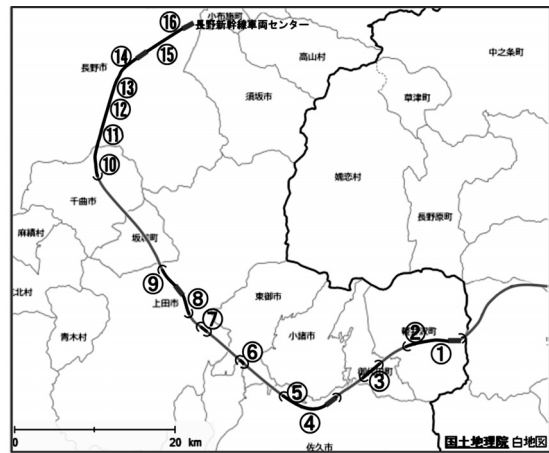 ⑯
小布施町
長野新幹線車両センター
⑭
⑮
高山村
中之条町
長野市
⑬
須坂市
草津町
⑫
⑪
嬬恋村
⑩
千曲市
長野原町
麻績村
坂城町
⑨
⑧
上田市
東御市
青木村
⑦
小諸市
②
①
⑥
③
⑤
④
佐久市
0
20 km
国土地理院 白地図